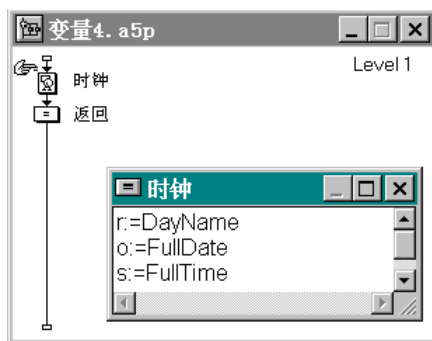 变量4. a5p
Level 1
时钟
返回
时钟
r:=DayName
o:=FullDate
s:=FullTime